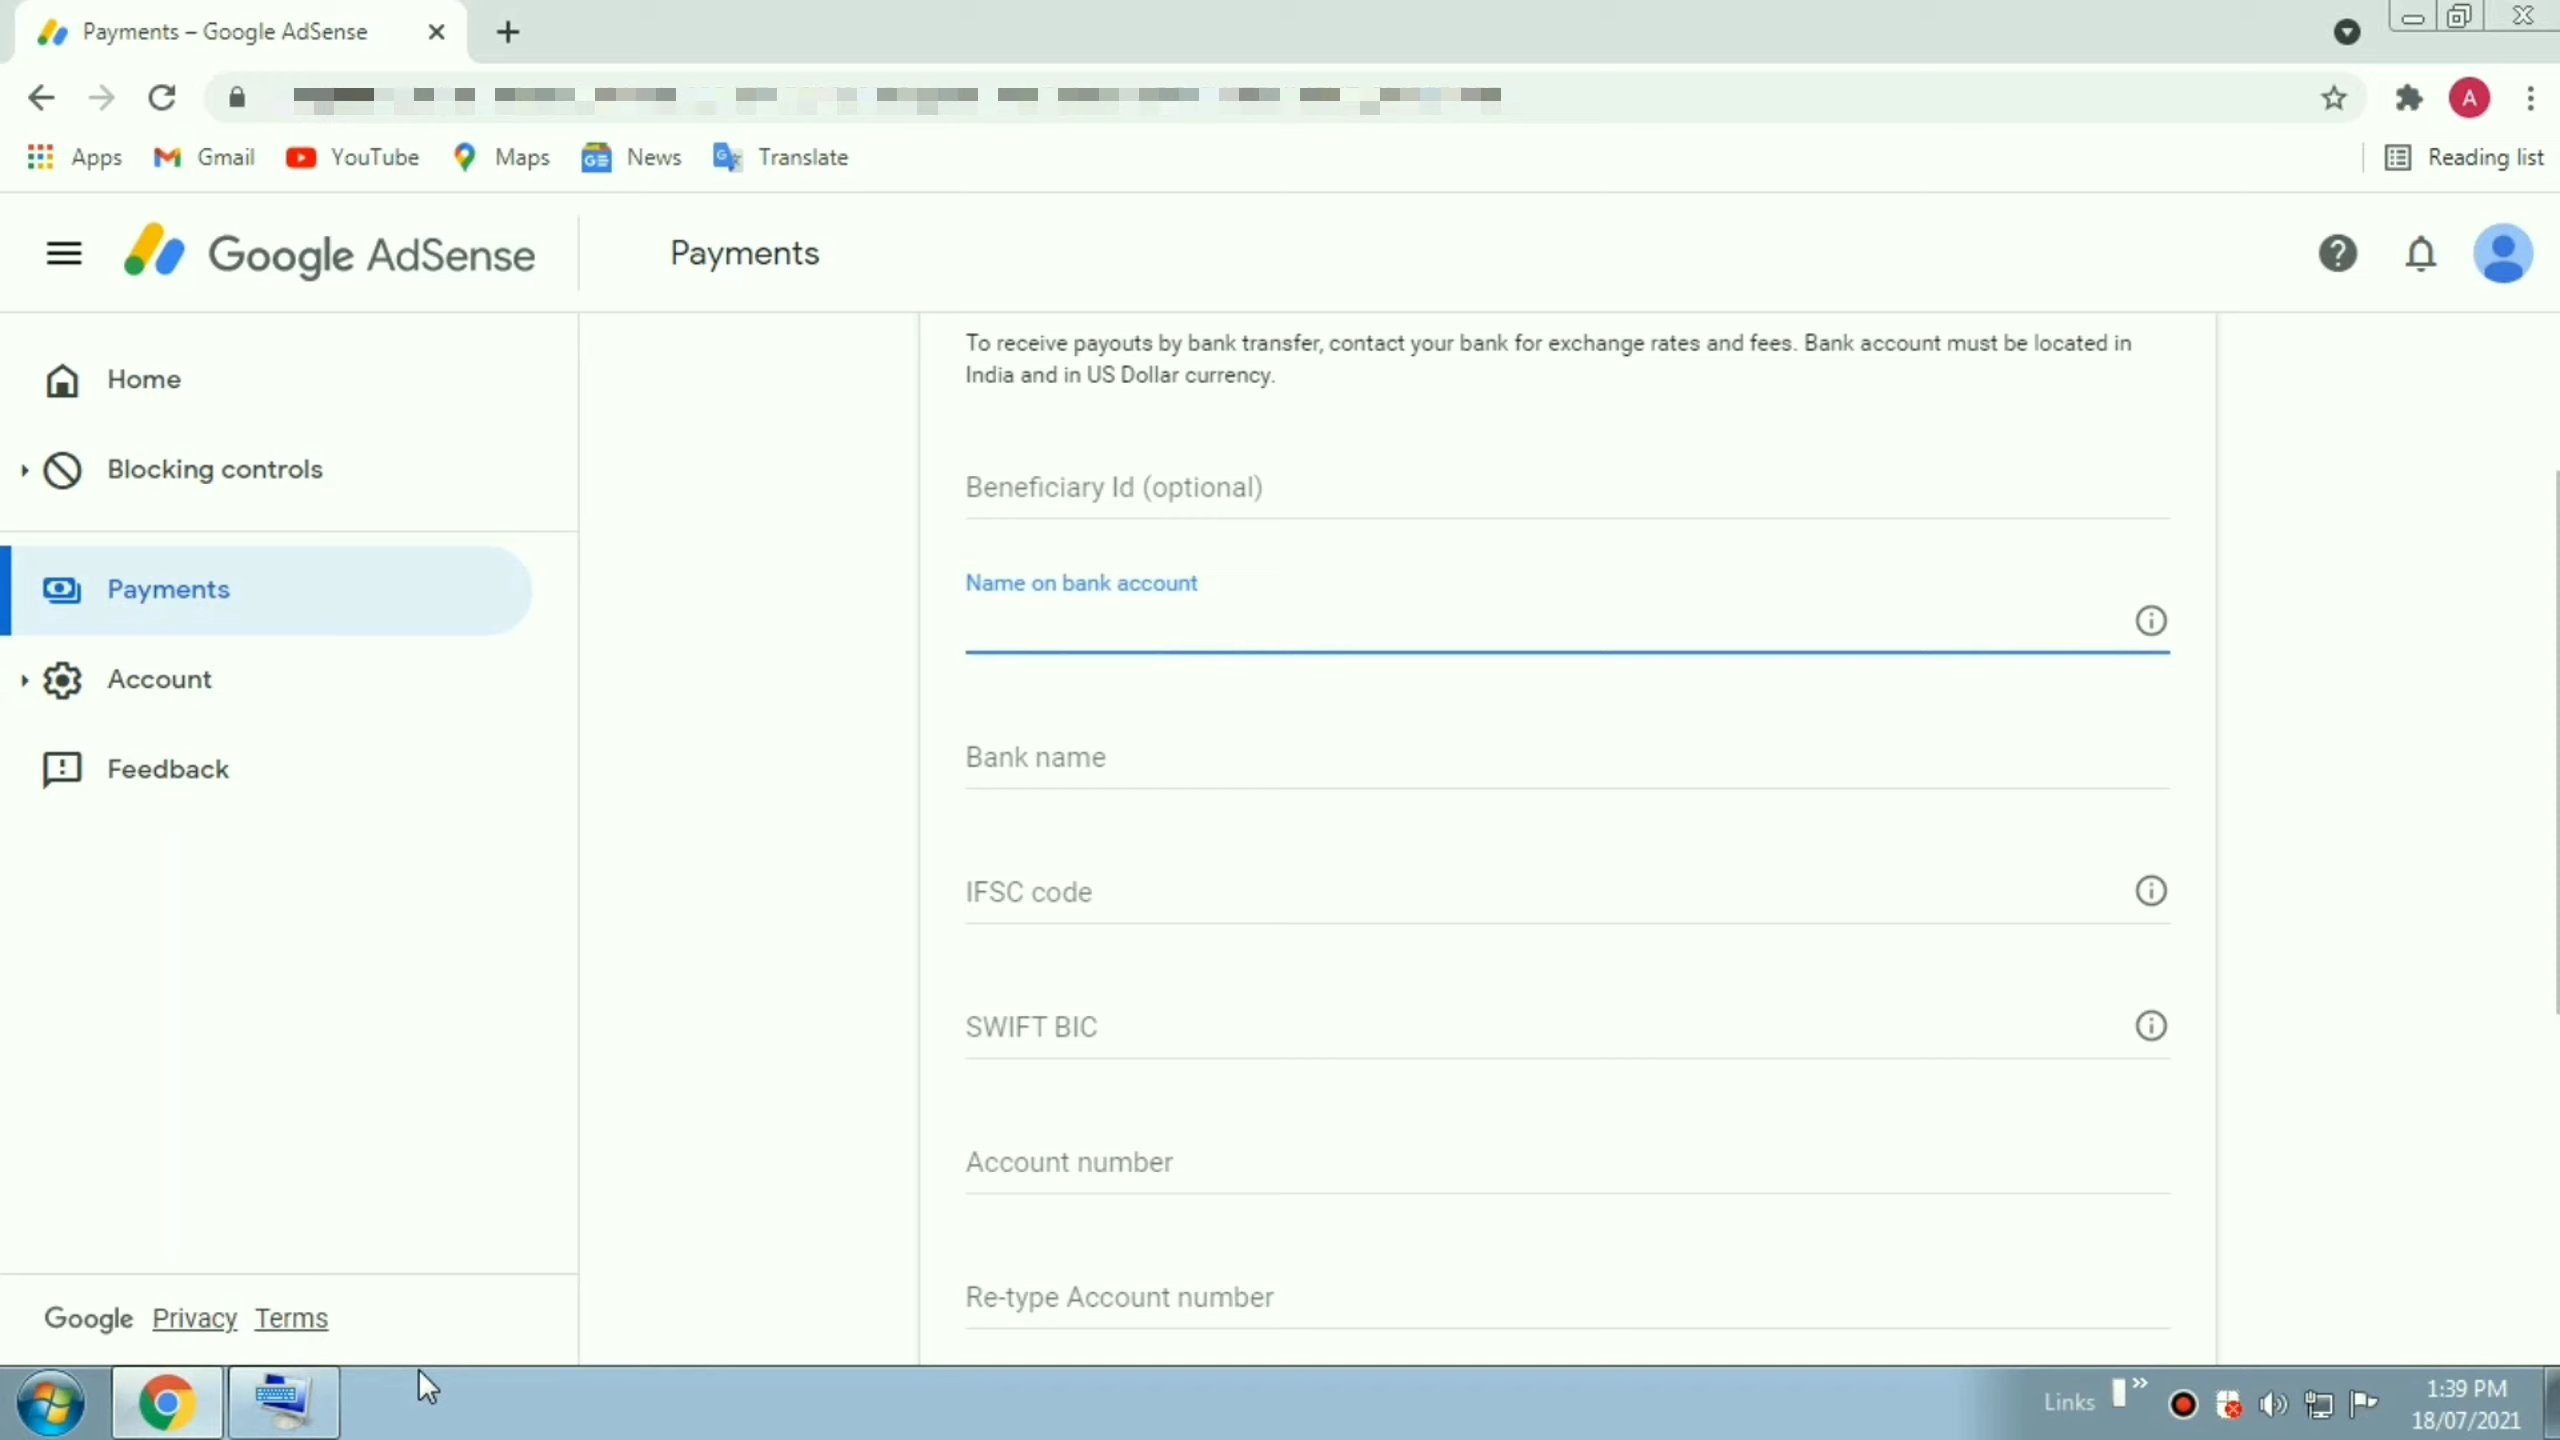 Payments – Google AdSense
Apps Gmail YouTube Maps News Translate Reading list
Google AdSense Payments
A
Home
Blocking controls
Payments
Account
Feedback
Google Privacy Terms
To receive payouts by bank transfer, contact your bank for exchange rates and fees. Bank account must be located in
India and in US Dollar currency.
Beneficiary Id (optional)
Name on bank account
Bank name
IFSC code
SWIFT BIC
Account number
Re-type Account number
Links
1:39 PM
18/07/2021